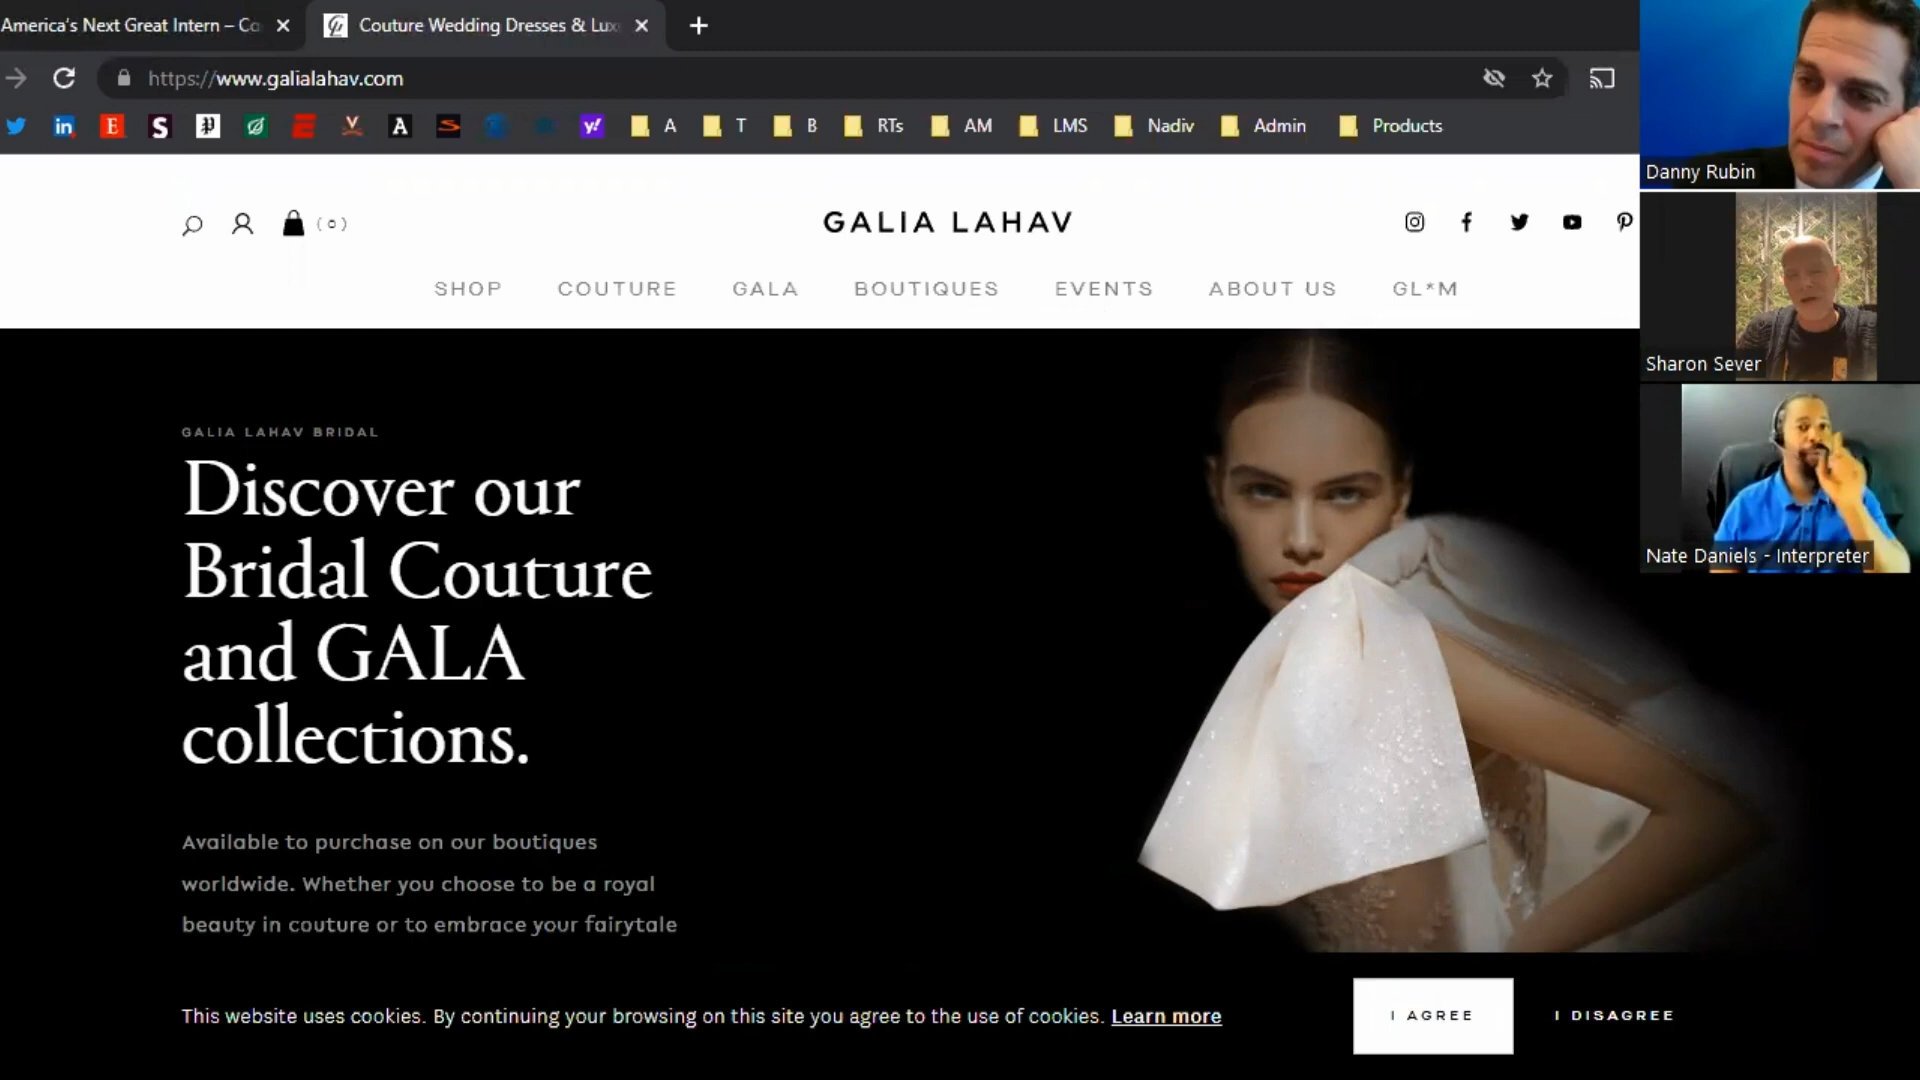 America's Next Great Intern – Co
Couture Wedding Dresses & Lux
https://www.galialahav.com
A T B RTs AM LMS Nadiv Admin Products
Danny Rubin
( 0 )
GALIA LAHAV
SHOP COUTURE GALA BOUTIQUES EVENTS ABOUT US GL*M
Sharon Sever
GALIA LAHAV BRIDAL
Discover our
Bridal Couture
and GALA
collections.
Nate Daniels - Interpreter
Available to purchase on our boutiques
worldwide. Whether you choose to be a royal
beauty in couture or to embrace your fairytale
This website uses cookies. By continuing your browsing on this site you agree to the use of cookies. Learn more
I AGREE
I DISAGREE